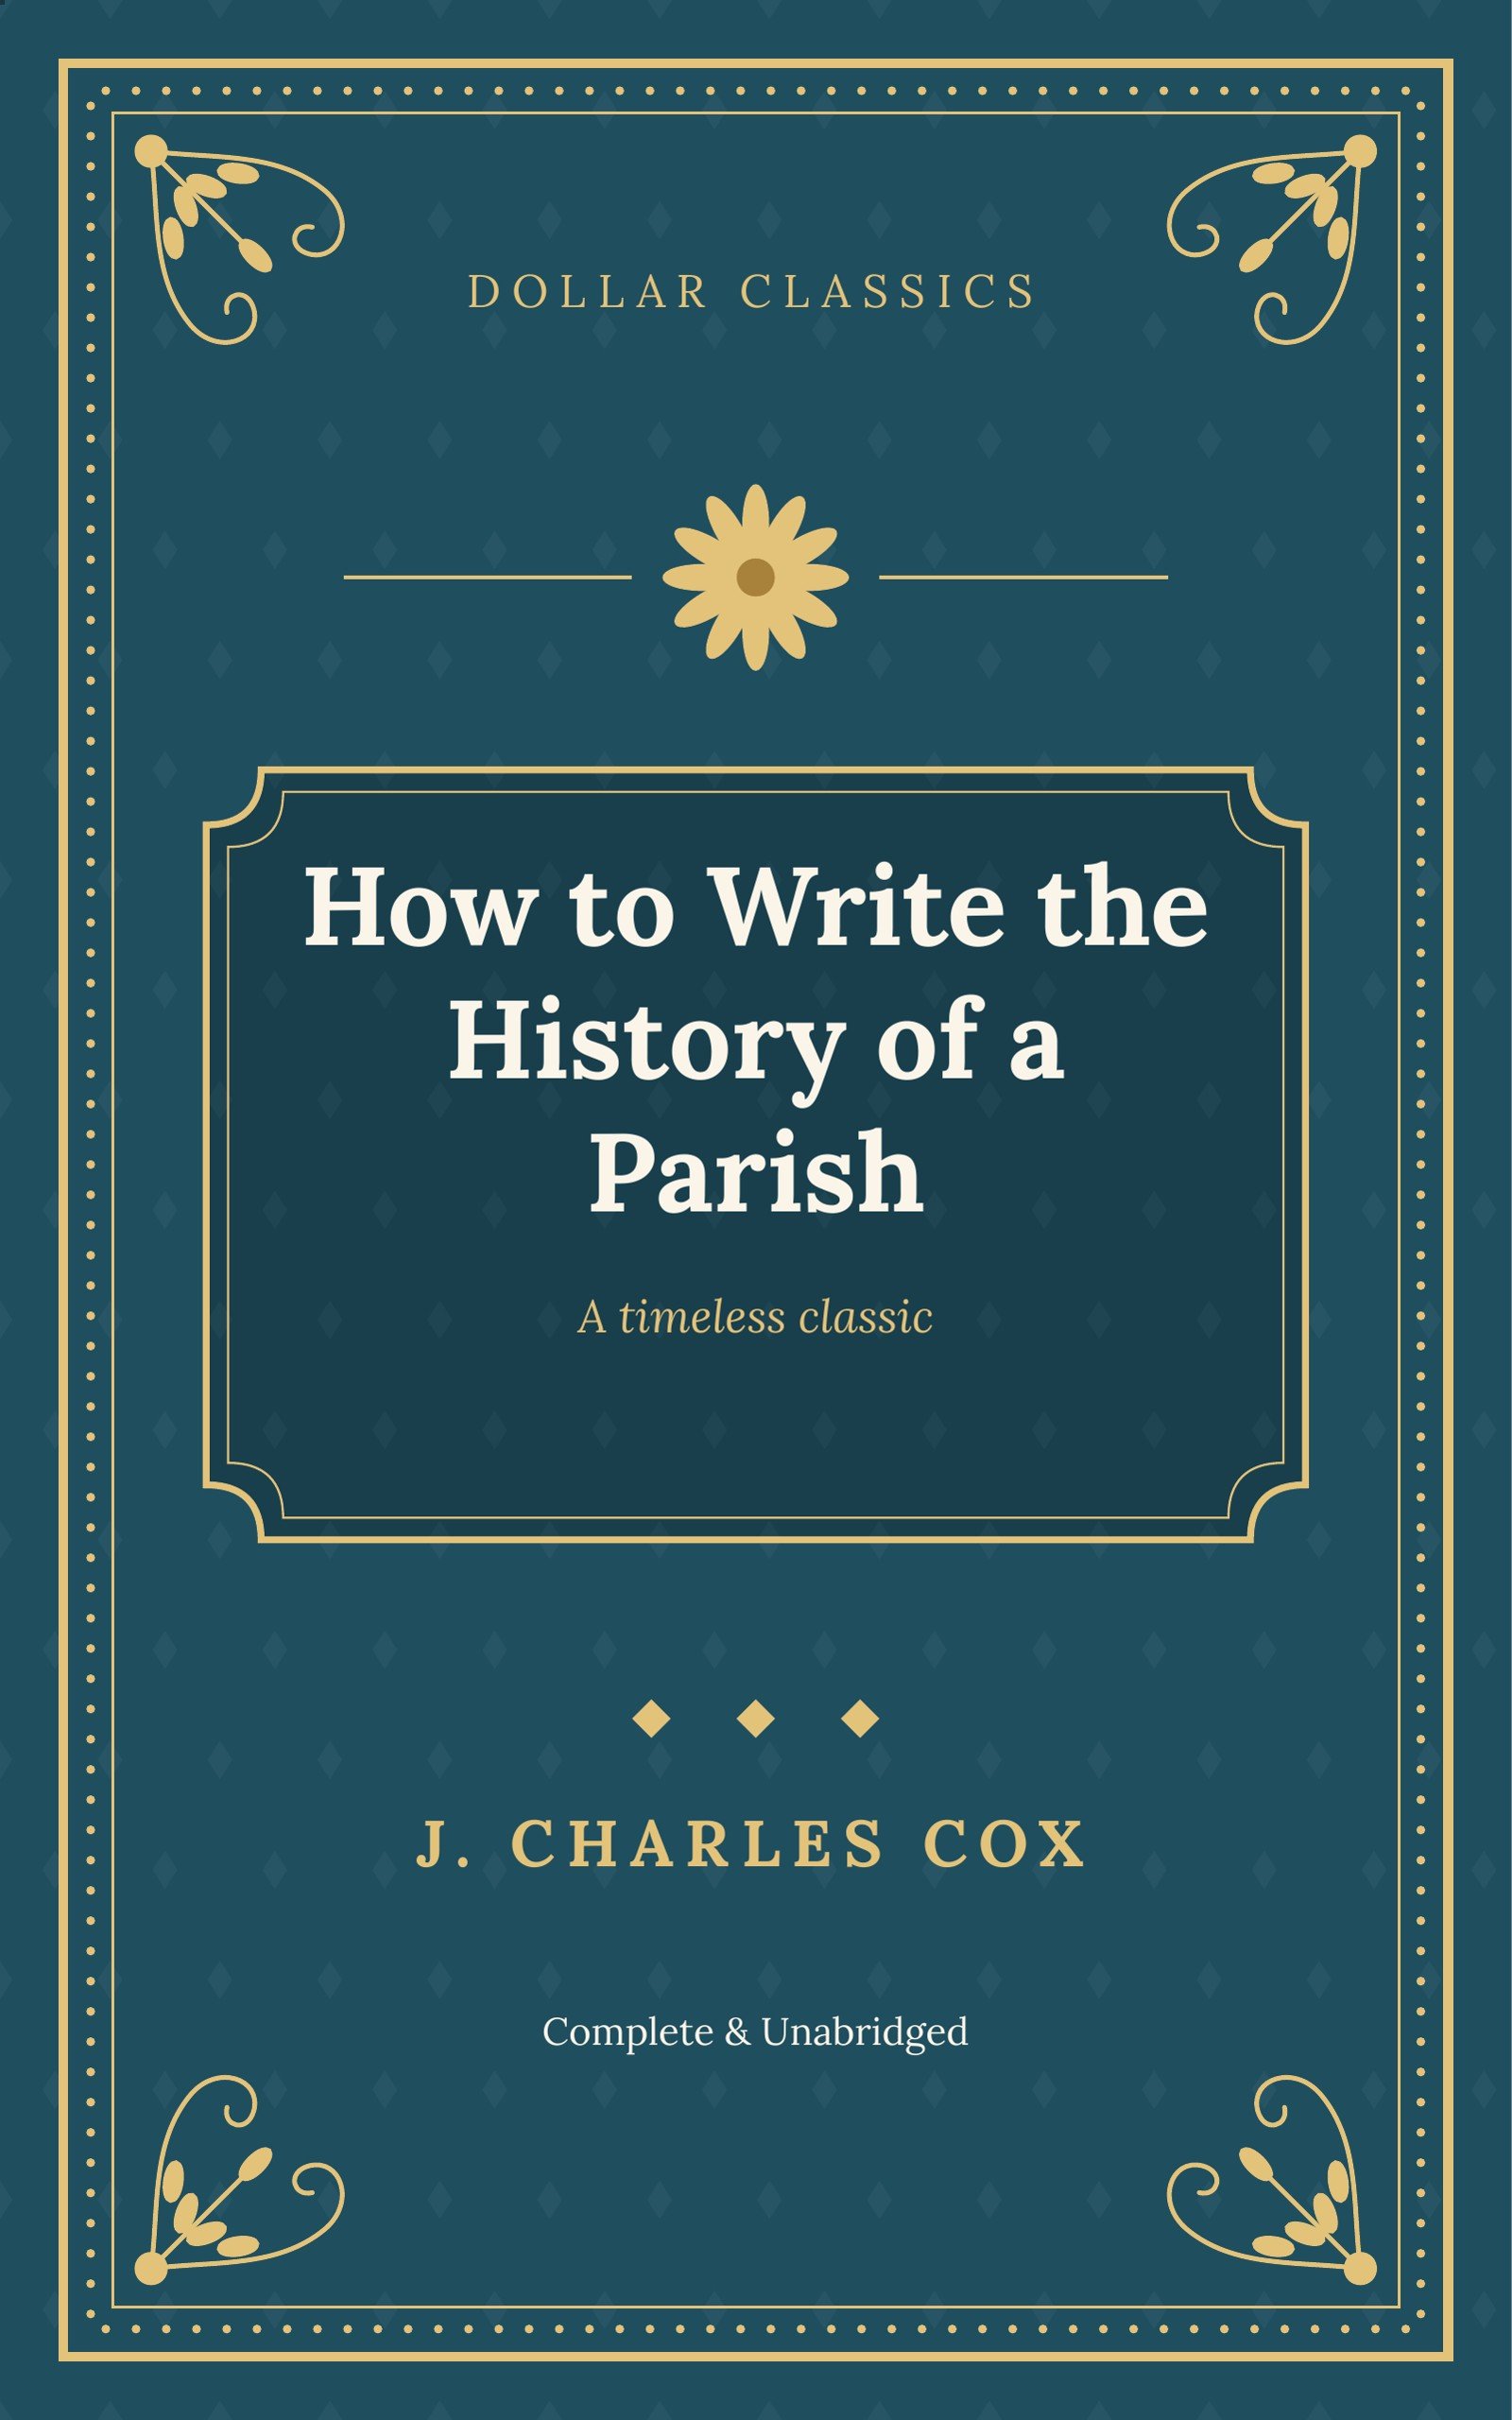 DOLLAR CLASSICS
How to Write the
History of a
Parish
A timeless classic
J. CHARLES COX
Complete & Unabridged